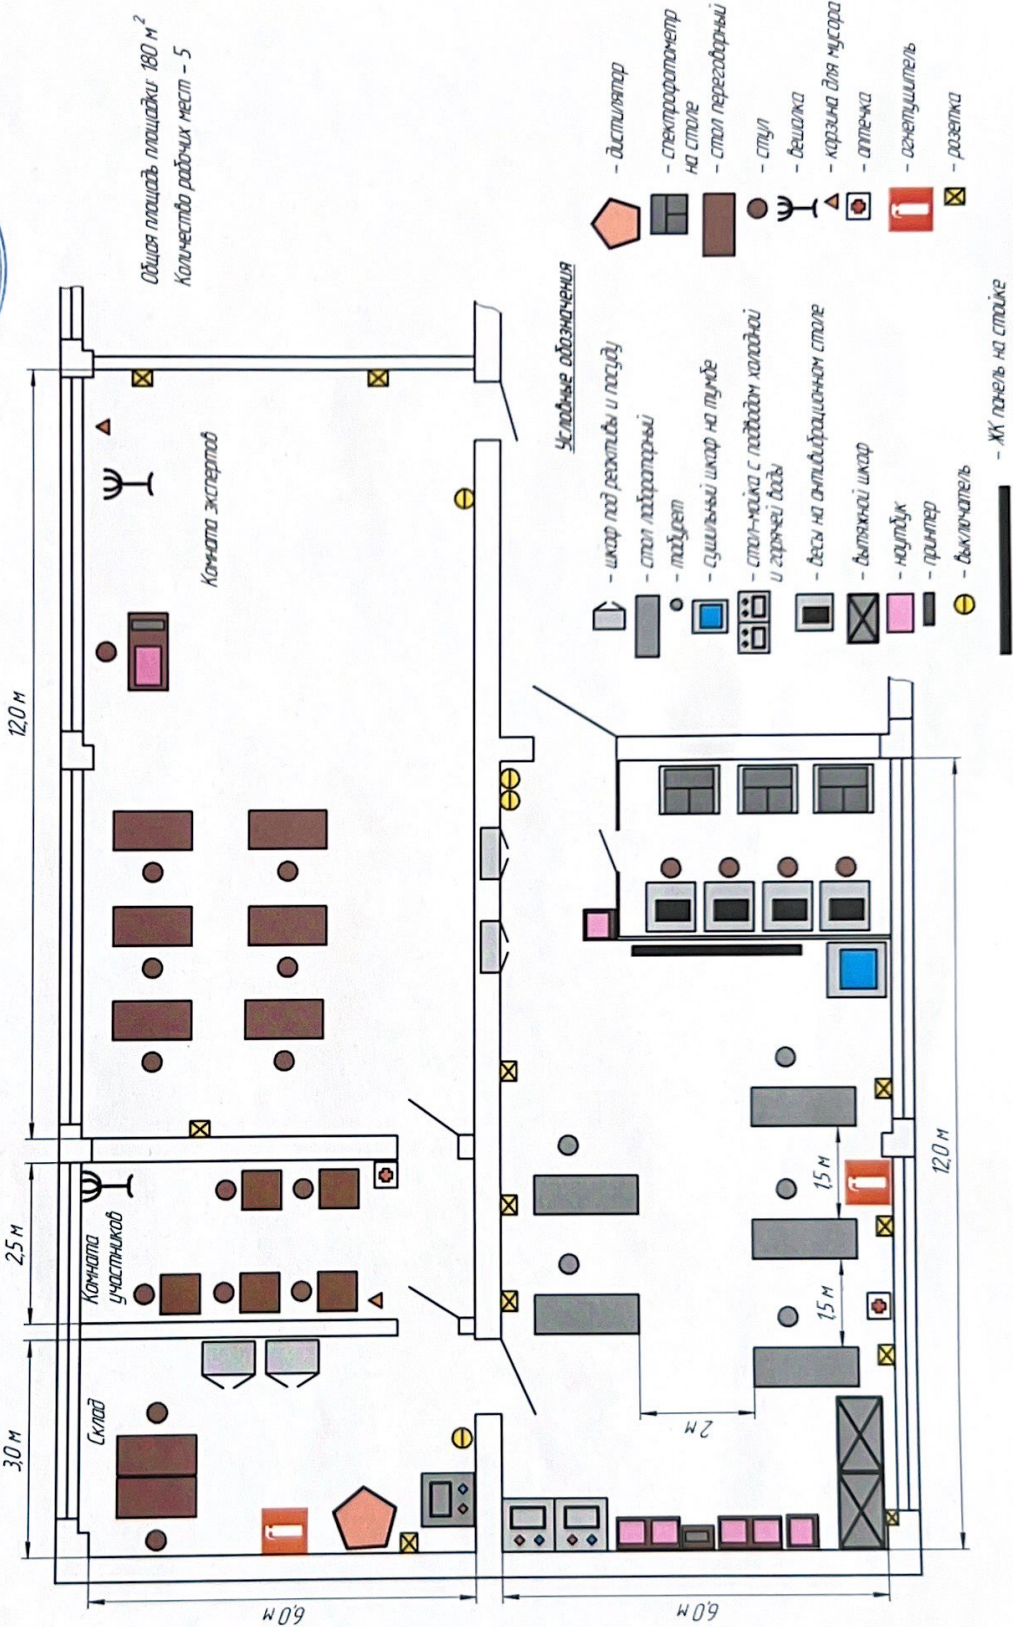 Общая площадь площадки 180 м²
Количество рабочих мест – 5
12,0 м
2,5 м
3,0 м
6,0 м
6,0 м
Склад
Комната
участников
Комната экспертов
2 м
1,5 м
1,5 м
12,0 м
Условные обозначения
– шкаф под реактивы и посуду
– стол лабораторный
– табурет
– сушильный шкаф на тумбе
– стол-мойка с подводом холодной
и горячей воды
– весы на антивибрационном столе
– вытяжной шкаф
– ноутбук
– принтер
– выключатель
– ЖК панель на стойке
– дистилятор
– спектрофотометр
на столе
– стол переговорный
– стул
– вешалка
– корзина для мусора
– аптечка
– огнетушитель
– розетка